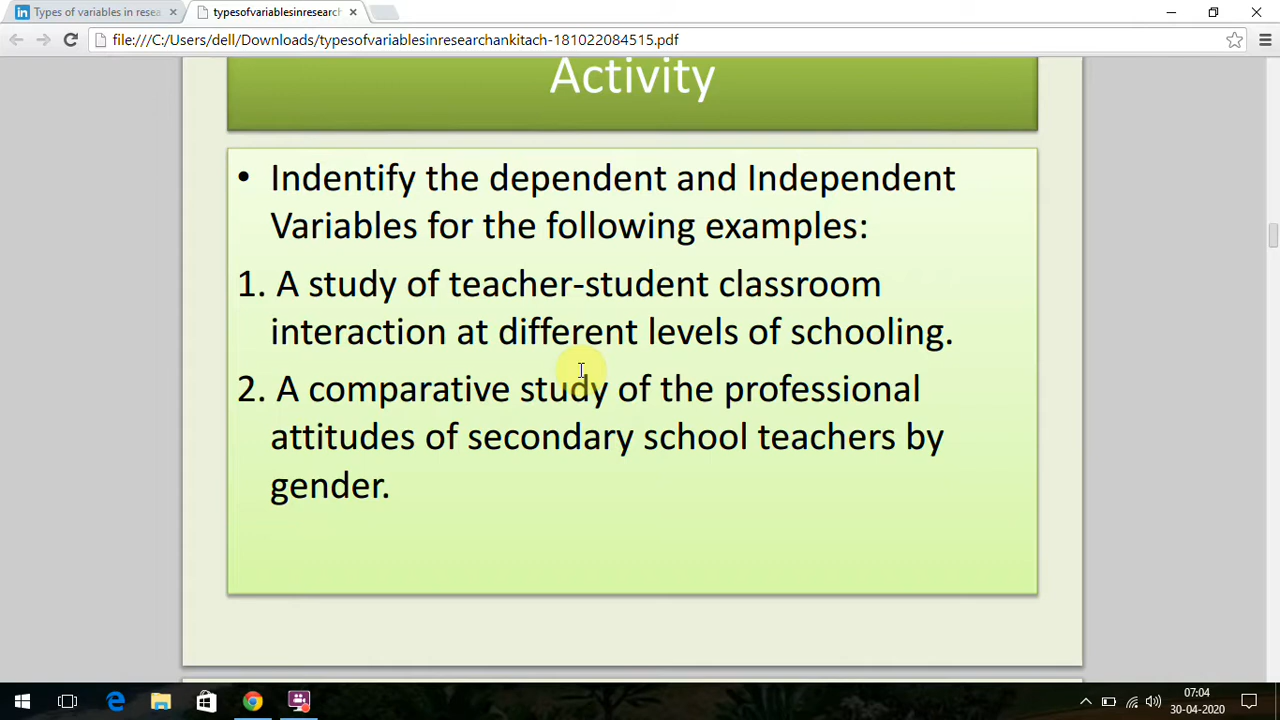 Types of variables in resea
typesofvariablesinresearch
file:///C:/Users/dell/Downloads/typesofvariablesinresearchankitach-181022084515.pdf
Activity
• Indentify the dependent and Independent
Variables for the following examples:
1. A study of teacher-student classroom
interaction at different levels of schooling.
2. A comparative study of the professional
attitudes of secondary school teachers by
gender.
07:04
30-04-2020